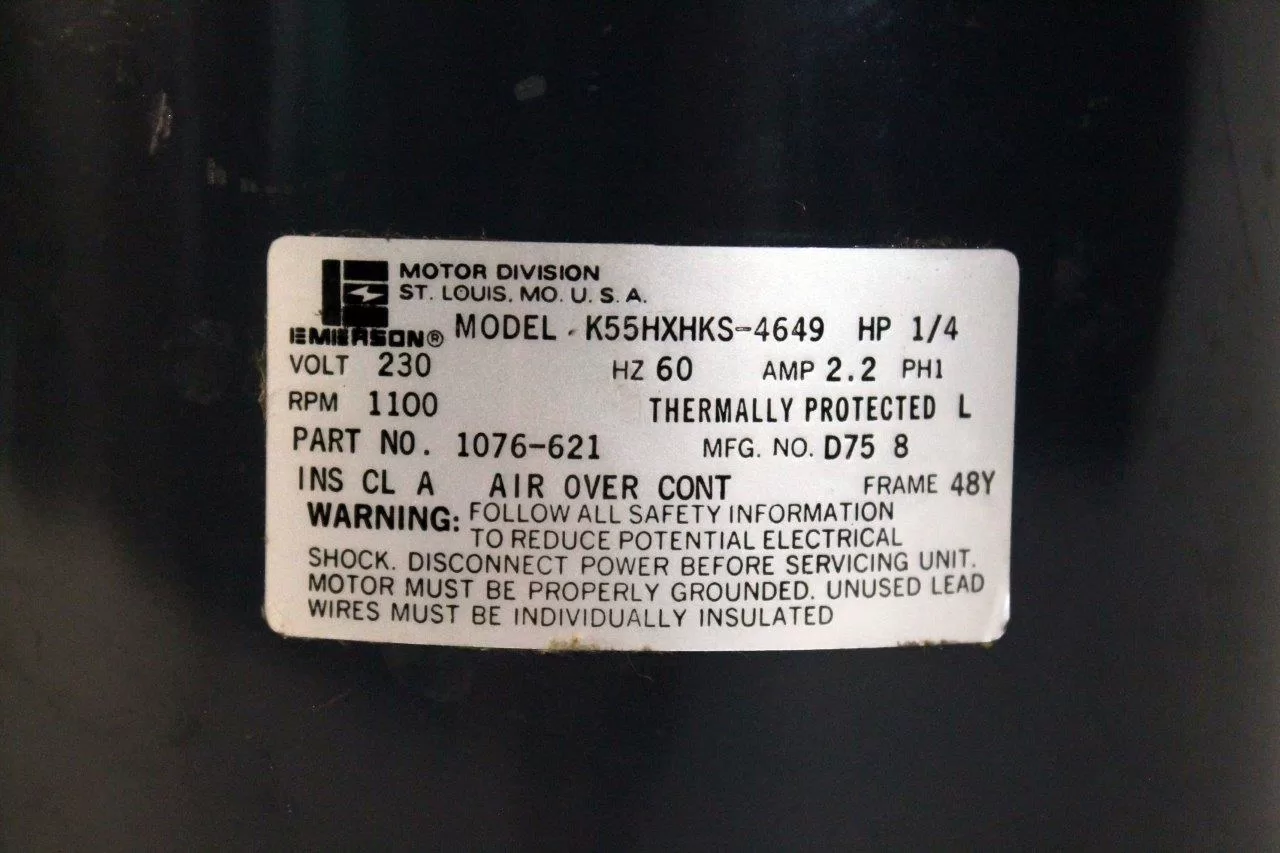 MOTOR DIVISION
ST. LOUIS. MO. U. S. A.
EMERSON® MODEL - K55HXHKS-4649 HP 1/4
VOLT 230 HZ 60 AMP 2.2 PH1
RPM 1100 THERMALLY PROTECTED L
PART NO. 1076-621 MFG. NO. D75 8
INS CL A AIR OVER CONT FRAME 48Y
WARNING: FOLLOW ALL SAFETY INFORMATION
TO REDUCE POTENTIAL ELECTRICAL
SHOCK. DISCONNECT POWER BEFORE SERVICING UNIT.
MOTOR MUST BE PROPERLY GROUNDED. UNUSED LEAD
WIRES MUST BE INDIVIDUALLY INSULATED